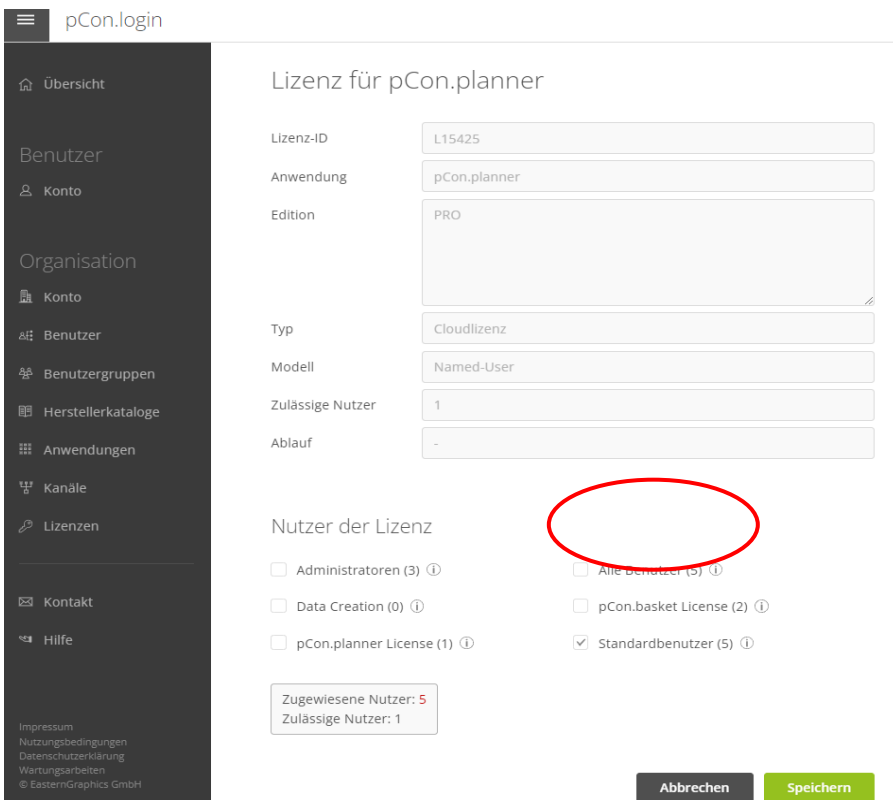 pCon.login
Übersicht
Benutzer
Konto
Organisation
Konto
Benutzer
Benutzergruppen
Herstellerkataloge
Anwendungen
Kanäle
Lizenzen
Kontakt
Hilfe
Impressum
Nutzungsbedingungen
Datenschutzerklärung
Wartungsarbeiten
© EasternGraphics GmbH
Lizenz für pCon.planner
Lizenz-ID L15425
Anwendung pCon.planner
Edition PRO
Typ Cloudlizenz
Modell Named-User
Zulässige Nutzer 1
Ablauf -
Nutzer der Lizenz
Administratoren (3) Alle Benutzer (5)
Data Creation (0) pCon.basket License (2)
pCon.planner License (1) Standardbenutzer (5)
Zugewiesene Nutzer: 5
Zulässige Nutzer: 1
Abbrechen Speichern